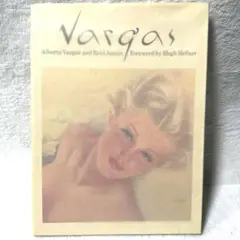 Vargas
Alberto Vargas and Reid Austin Foreword by Hugh Hefner